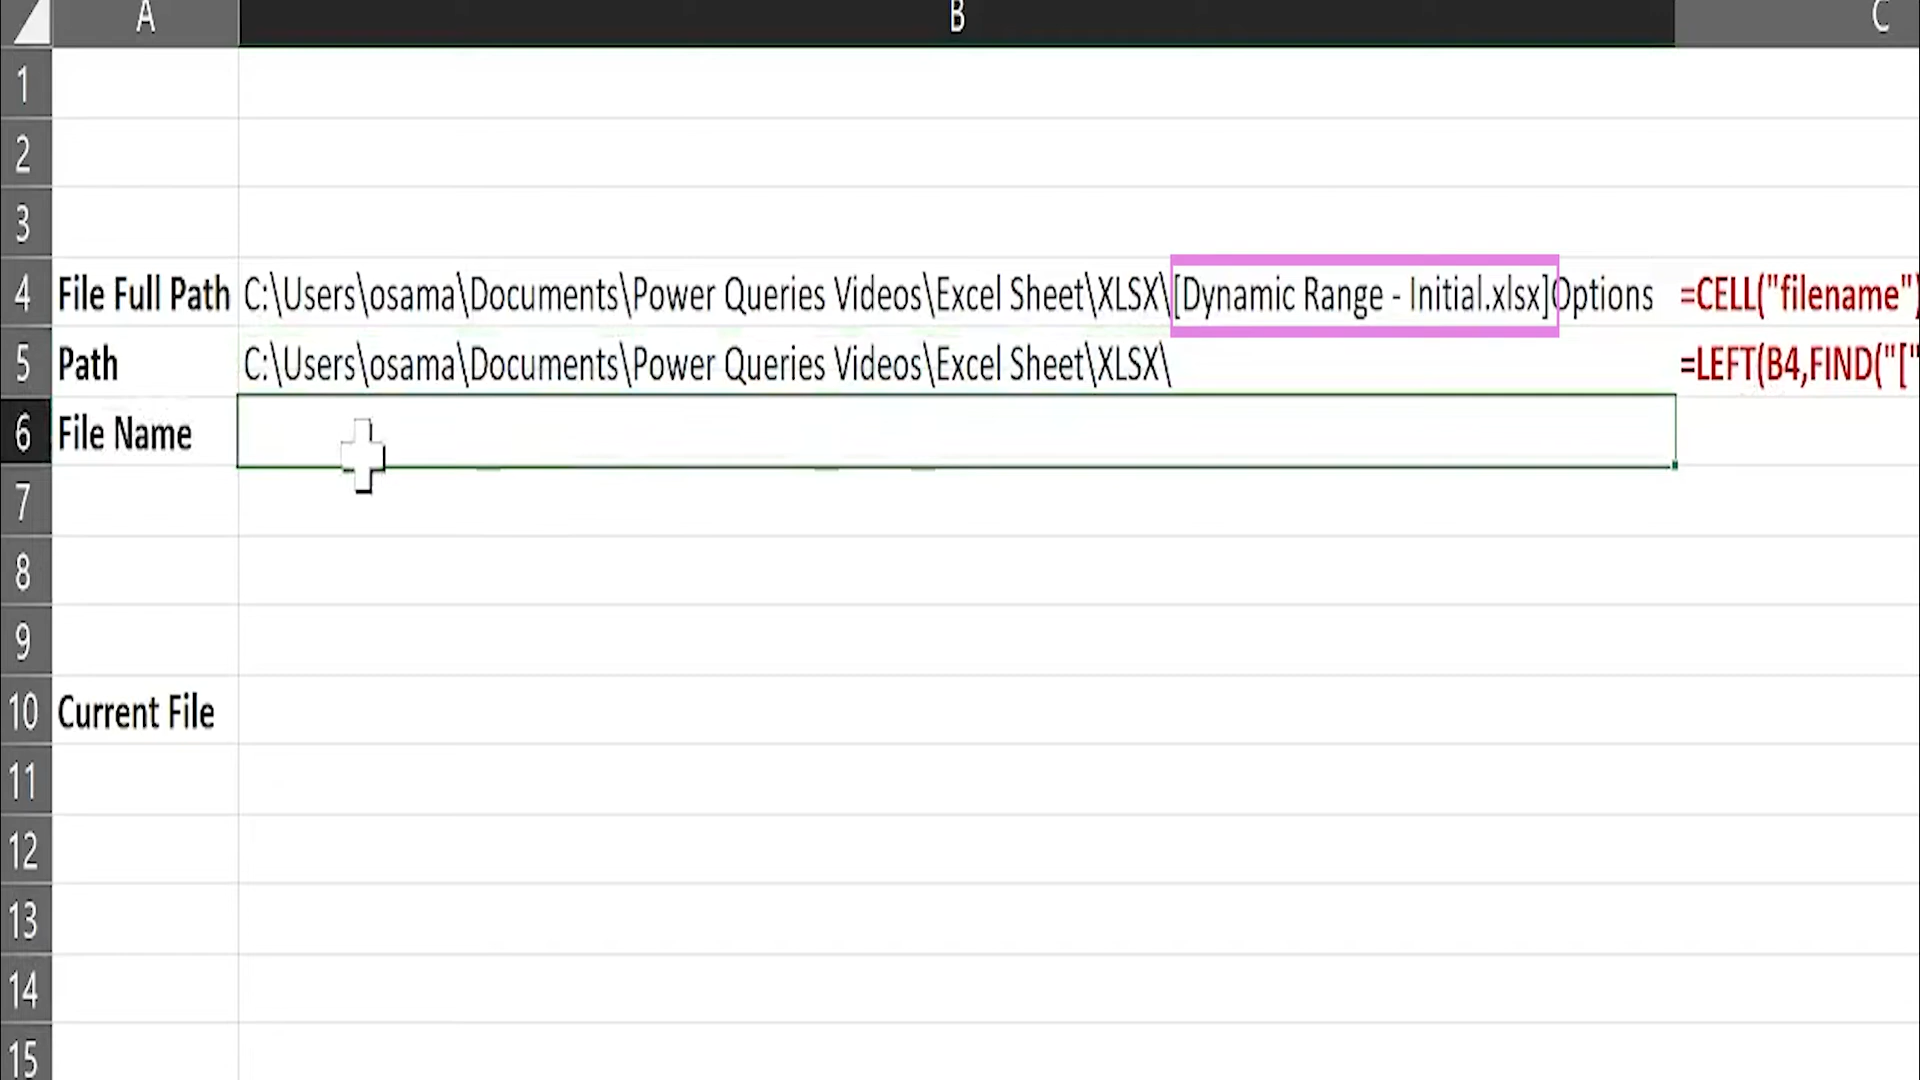 A B C
1
2
3
4 File Full Path C:\Users\osama\Documents\Power Queries Videos\Excel Sheet\XLSX\[Dynamic Range - Initial.xlsx]Options =CELL("filename")
5 Path C:\Users\osama\Documents\Power Queries Videos\Excel Sheet\XLSX\ =LEFT(B4,FIND("["
6 File Name
7
8
9
10 Current File
11
12
13
14
15